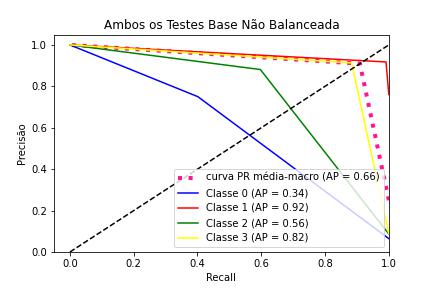 Ambos os Testes Base Não Balanceada
1.0
0.8
0.6
0.4
0.2
0.0
Precisão
curva PR média-macro (AP = 0.66)
Classe 0 (AP = 0.34)
Classe 1 (AP = 0.92)
Classe 2 (AP = 0.56)
Classe 3 (AP = 0.82)
0.0 0.2 0.4 0.6 0.8 1.0
Recall